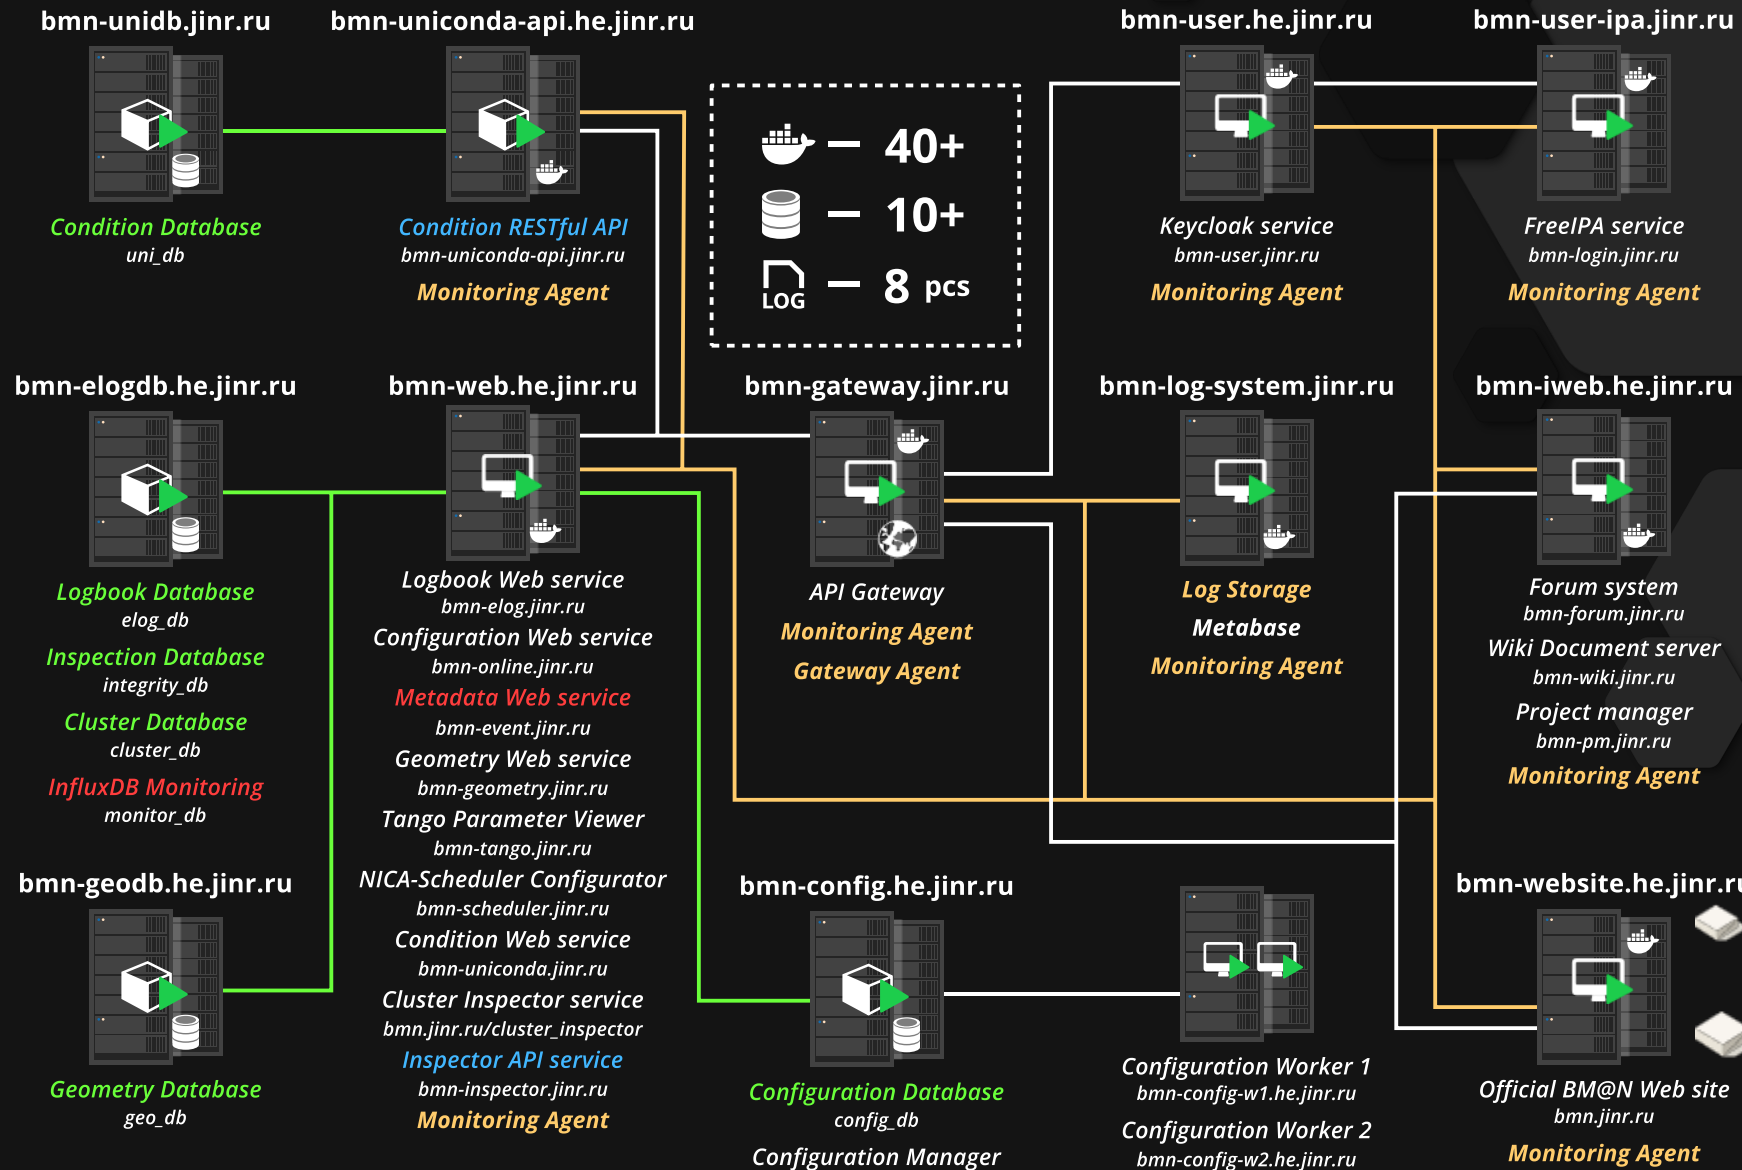 bmn-unidb.jinr.ru
Condition Database
uni_db
bmn-uniconda-api.he.jinr.ru
Condition RESTful API
bmn-uniconda-api.jinr.ru
Monitoring Agent
40+
10+
LOG
8 pcs
bmn-user.he.jinr.ru
Keycloak service
bmn-user.jinr.ru
Monitoring Agent
bmn-user-ipa.jinr.ru
FreeIPA service
bmn-login.jinr.ru
Monitoring Agent
bmn-elogdb.he.jinr.ru
Logbook Database
elog_db
Inspection Database
integrity_db
Cluster Database
cluster_db
InfluxDB Monitoring
monitor_db
bmn-web.he.jinr.ru
Logbook Web service
bmn-elog.jinr.ru
Configuration Web service
bmn-online.jinr.ru
Metadata Web service
bmn-event.jinr.ru
Geometry Web service
bmn-geometry.jinr.ru
Tango Parameter Viewer
bmn-tango.jinr.ru
NICA-Scheduler Configurator
bmn-scheduler.jinr.ru
Condition Web service
bmn-uniconda.jinr.ru
Cluster Inspector service
bmn.jinr.ru/cluster_inspector
Inspector API service
bmn-inspector.jinr.ru
Monitoring Agent
bmn-gateway.jinr.ru
API Gateway
Monitoring Agent
Gateway Agent
bmn-log-system.jinr.ru
Log Storage
Metabase
Monitoring Agent
bmn-iweb.he.jinr.ru
Forum system
bmn-forum.jinr.ru
Wiki Document server
bmn-wiki.jinr.ru
Project manager
bmn-pm.jinr.ru
Monitoring Agent
bmn-geodb.he.jinr.ru
Geometry Database
geo_db
bmn-config.he.jinr.ru
Configuration Database
config_db
Configuration Manager
Configuration Worker 1
bmn-config-w1.he.jinr.ru
Configuration Worker 2
bmn-config-w2.he.jinr.ru
bmn-website.he.jinr.ru
Official BM@N Web site
bmn.jinr.ru
Monitoring Agent